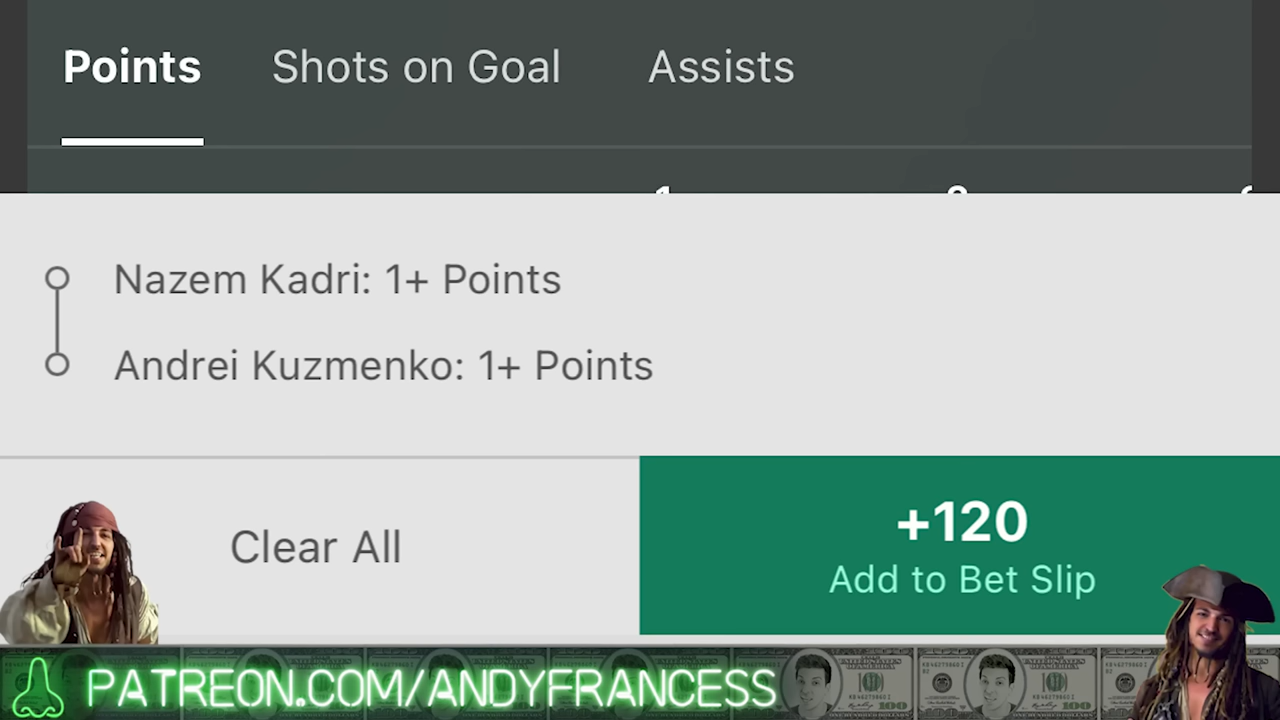 Points Shots on Goal Assists
Nazem Kadri: 1+ Points
Andrei Kuzmenko: 1+ Points
Clear All
+120
Add to Bet Slip
PATREON.COM/ANDYFRANCESS